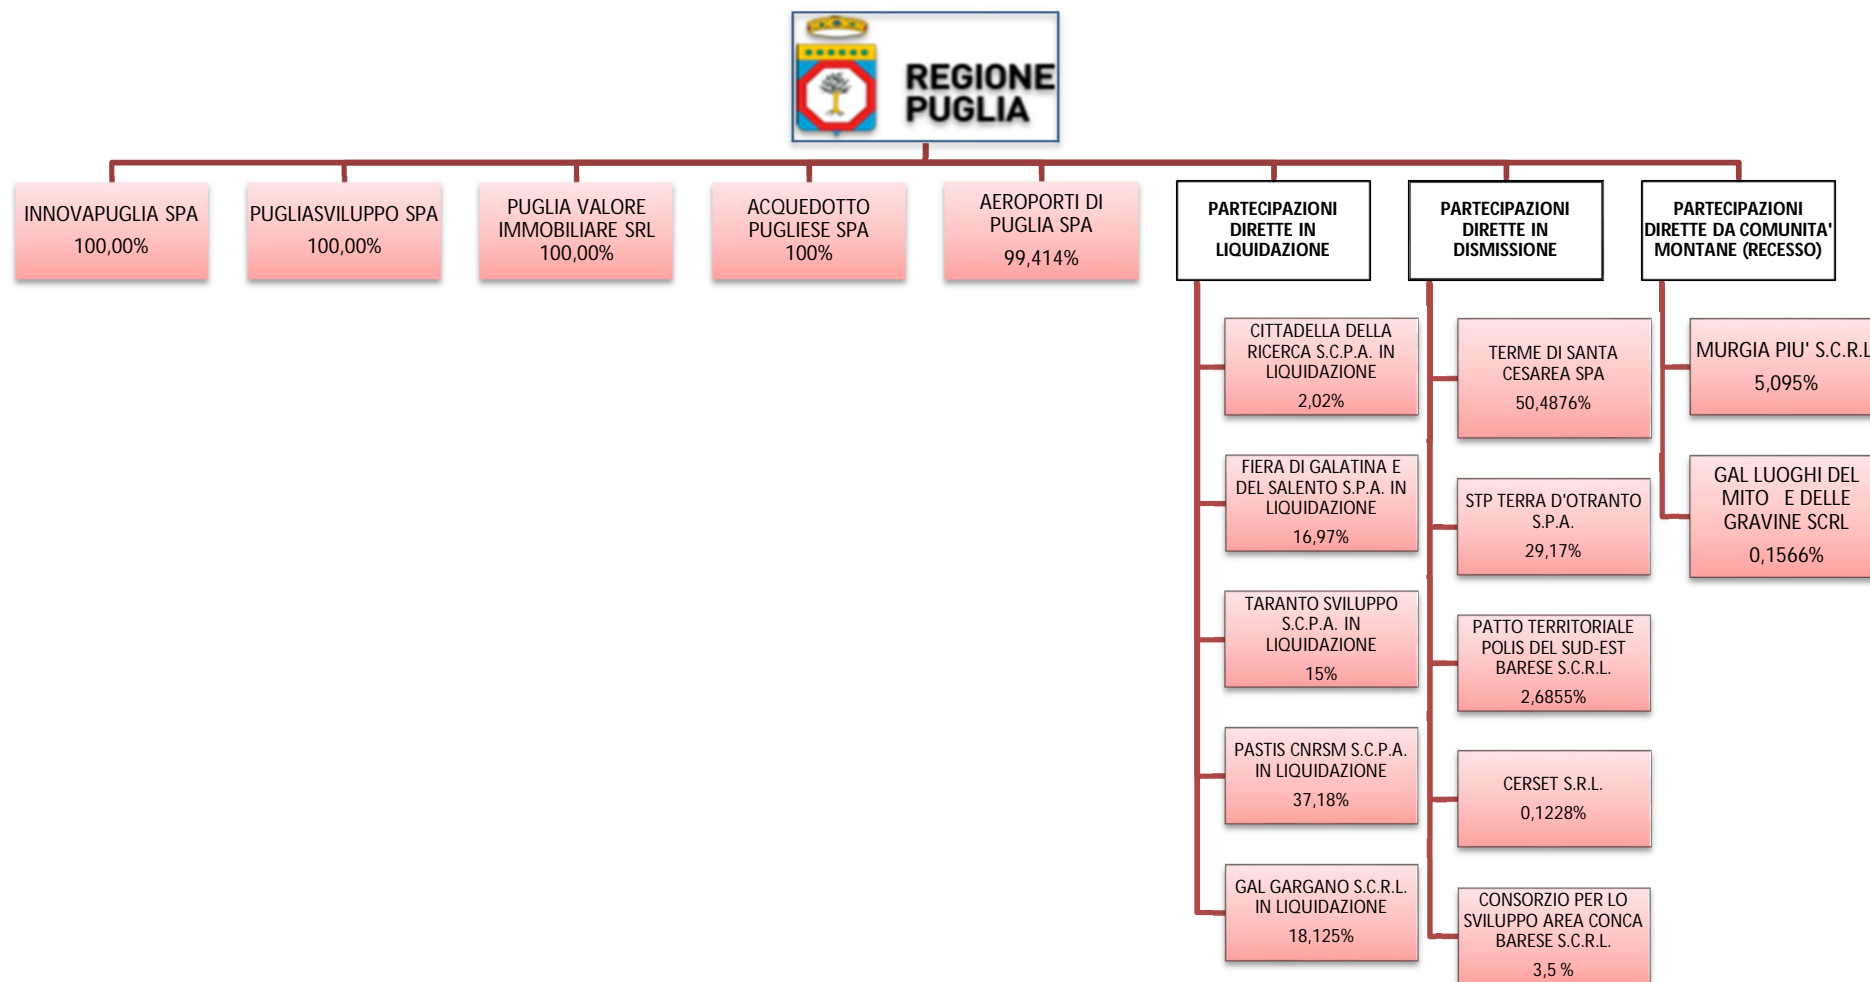 REGIONE
PUGLIA
INNOVAPUGLIA SPA
100,00%
PUGLIASVILUPPO SPA
100,00%
PUGLIA VALORE
IMMOBILIARE SRL
100,00%
ACQUEDOTTO
PUGLIESE SPA
100%
AEROPORTI DI
PUGLIA SPA
99,414%
PARTECIPAZIONI
DIRETTE IN
LIQUIDAZIONE
CITTADELLA DELLA
RICERCA S.C.P.A. IN
LIQUIDAZIONE
2,02%
FIERA DI GALATINA E
DEL SALENTO S.P.A. IN
LIQUIDAZIONE
16,97%
TARANTO SVILUPPO
S.C.P.A. IN
LIQUIDAZIONE
15%
PASTIS CNRSM S.C.P.A.
IN LIQUIDAZIONE
37,18%
GAL GARGANO S.C.R.L.
IN LIQUIDAZIONE
18,125%
PARTECIPAZIONI
DIRETTE IN
DISMISSIONE
TERME DI SANTA
CESAREA SPA
50,4876%
STP TERRA D'OTRANTO
S.P.A.
29,17%
PATTO TERRITORIALE
POLIS DEL SUD-EST
BARESE S.C.R.L.
2,6855%
CERSET S.R.L.
0,1228%
CONSORZIO PER LO
SVILUPPO AREA CONCA
BARESE S.C.R.L.
3,5 %
PARTECIPAZIONI
DIRETTE DA COMUNITA'
MONTANE (RECESSO)
MURGIA PIU' S.C.R.L
5,095%
GAL LUOGHI DEL
MITO E DELLE
GRAVINE SCRL
0,1566%